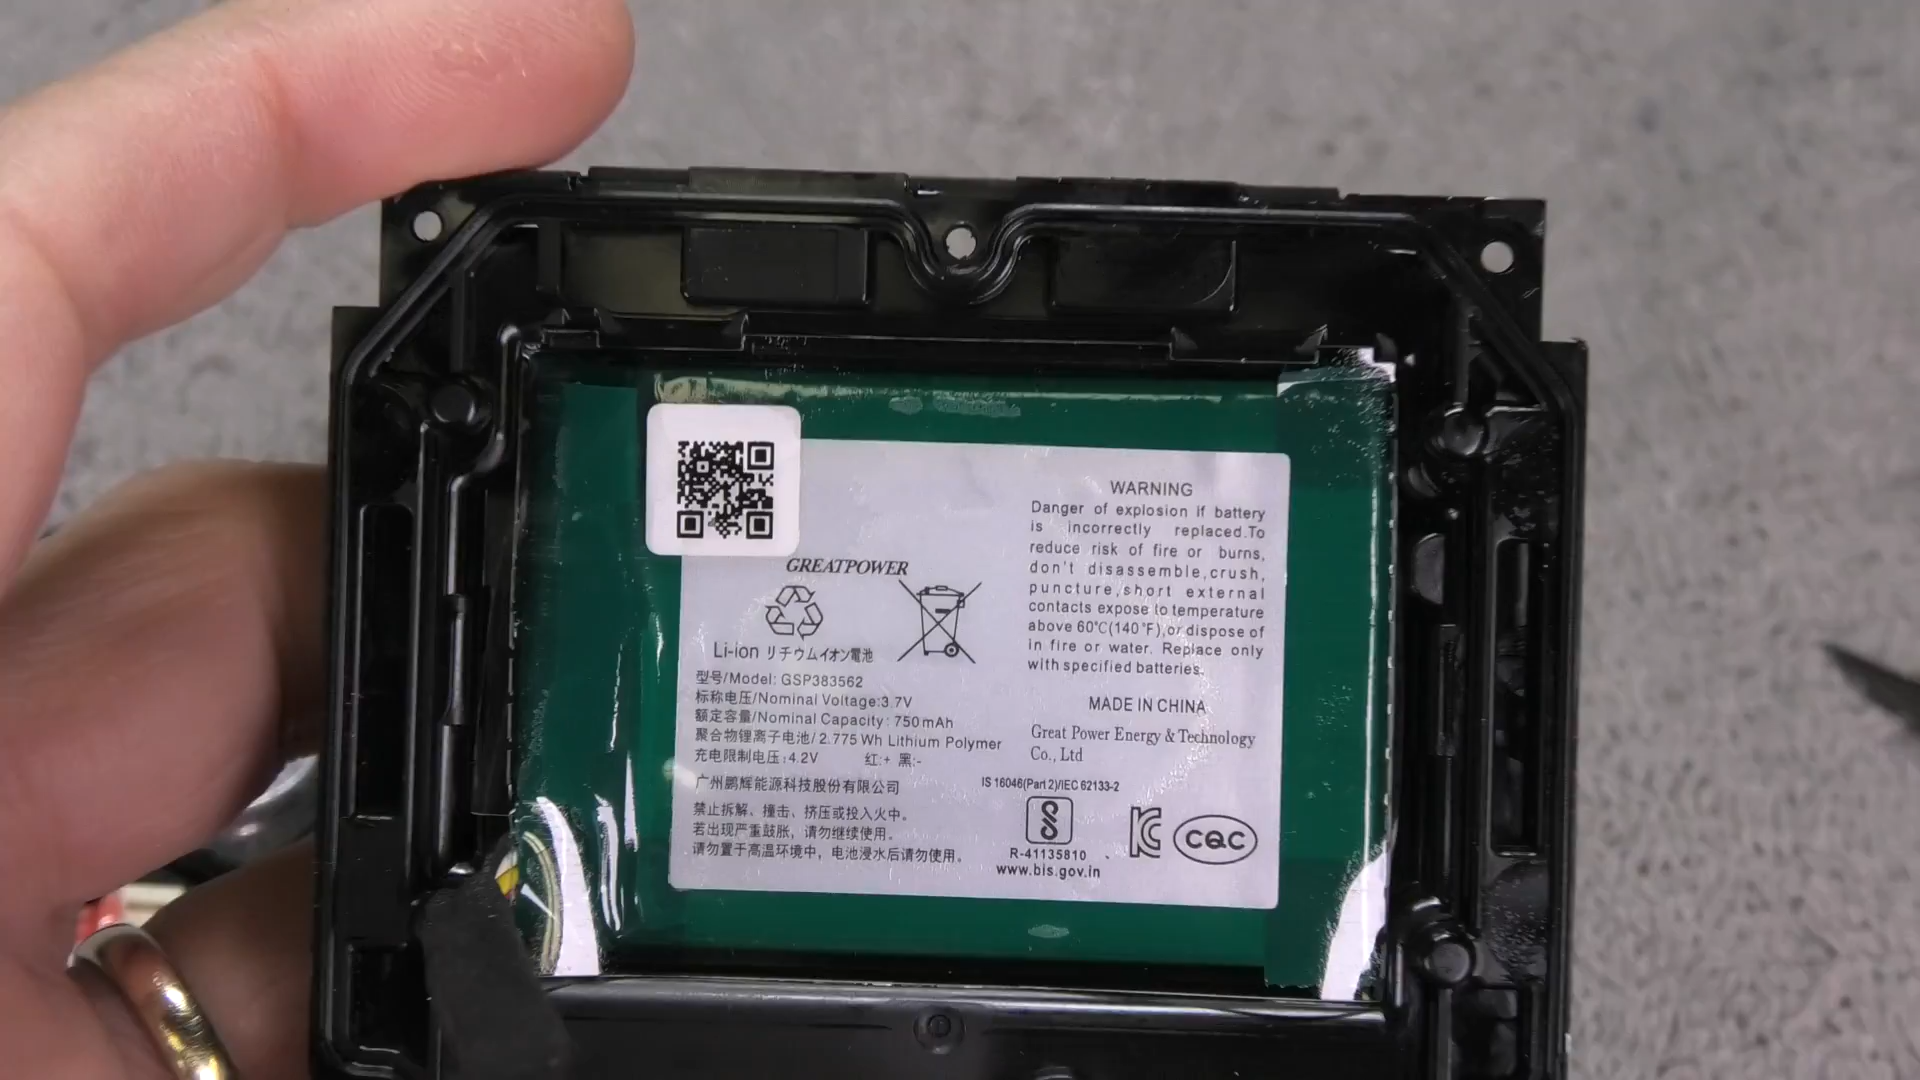 GREATPOWER
Li-ion リチウムイオン電池
型号/Model: GSP383562
标称电压/Nominal Voltage:3.7V
额定容量/Nominal Capacity: 750mAh
聚合物锂离子电池/2.775 Wh Lithium Polymer
充电限制电压:4.2V 红:+ 黑:-
广州鹏辉能源科技股份有限公司
禁止拆解、撞击、挤压或投入火中。
若出现严重鼓胀，请勿继续使用。
请勿置于高温环境中，电池浸水后请勿使用。
WARNING
Danger of explosion if battery
is incorrectly replaced.To
reduce risk of fire or burns,
don't disassemble,crush,
puncture,short external
contacts expose to temperature
above 60℃(140℉),or dispose of
in fire or water. Replace only
with specified batteries.
MADE IN CHINA
Great Power Energy & Technology
Co., Ltd
IS 16046(Part 2)/IEC 62133-2
R-41135810 、
www.bis.gov.in
KC
CQC